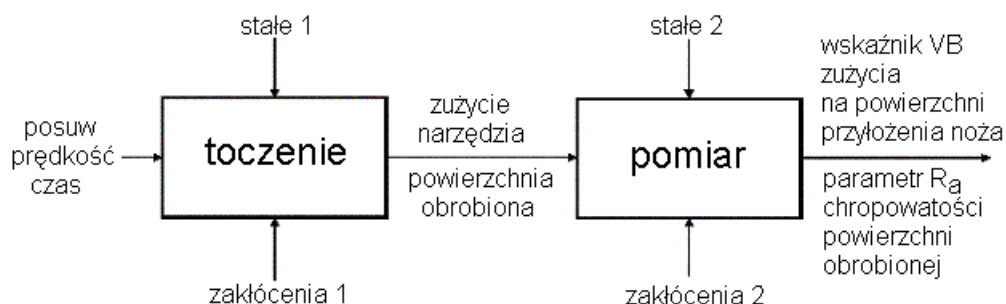 stałe 1
stałe 2
posuw
prędkość
czas
toczenie
zużycie
narzędzia
powierzchnia
obrobiona
pomiar
wskaźnik VB
zużycia
na powierzchni
przyłożenia noża
parametr Ra
chropowatości
powierzchni
obrobionej
zakłócenia 1
zakłócenia 2